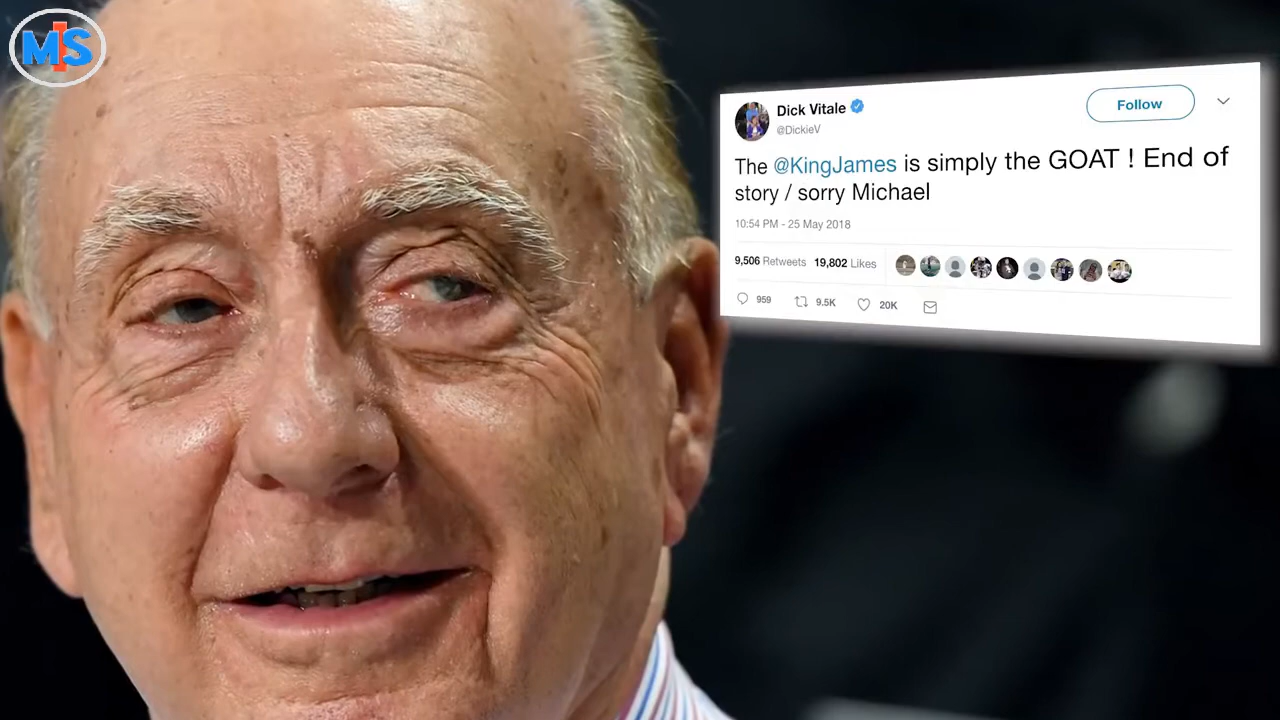 MIS
Dick Vitale
@DickieV
Follow
The @KingJames is simply the GOAT ! End of
story / sorry Michael
10:54 PM - 25 May 2018
9,506 Retweets 19,802 Likes
959 9.5K 20K